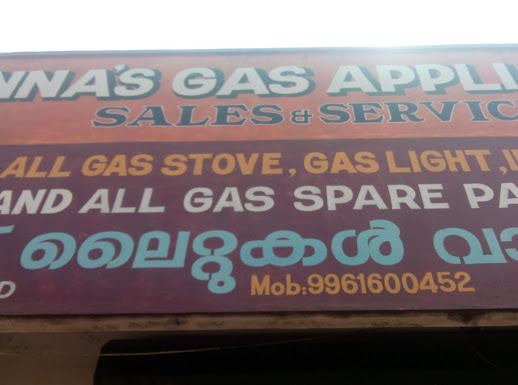 NNA'S GAS APPLI
SALES & SERVIC
ALL GAS STOVE, GAS LIGHT, I
AND ALL GAS SPARE PA
ലൈറ്റുകൾ വാ
Mob: 9961600452
D